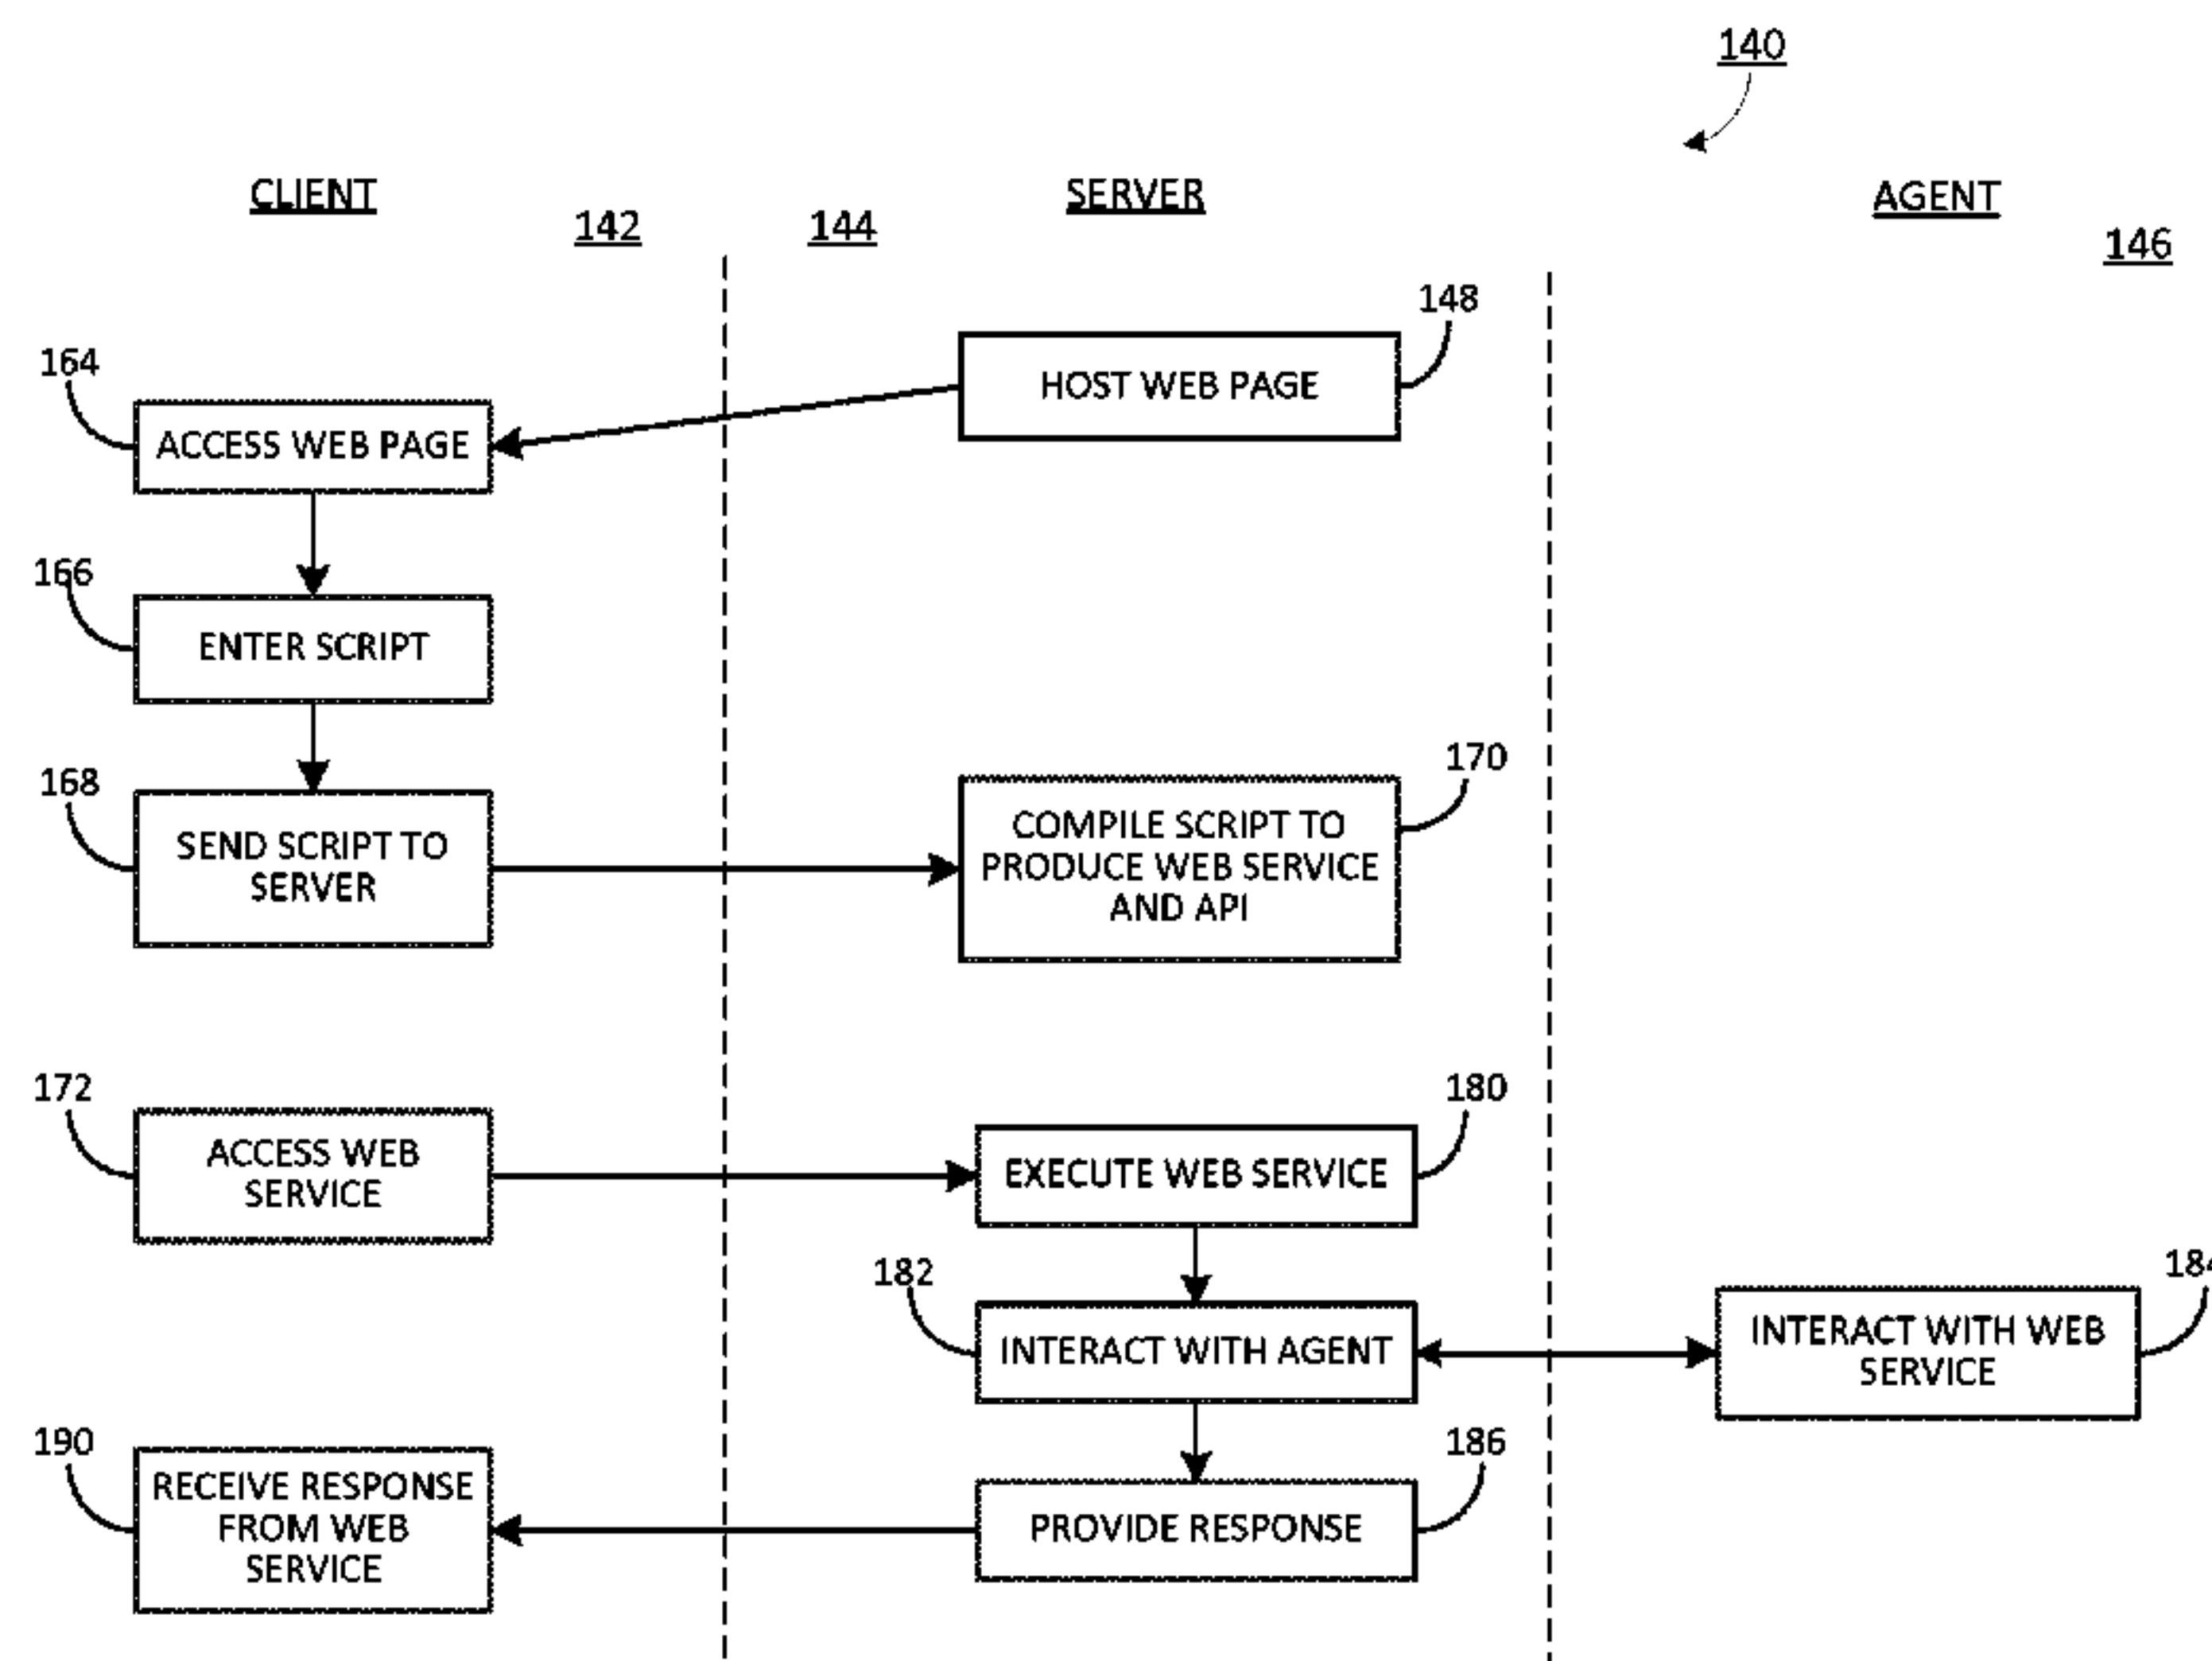 140
CLIENT
SERVER
AGENT
142
144
146
148
HOST WEB PAGE
164
ACCESS WEB PAGE
166
ENTER SCRIPT
168
SEND SCRIPT TO
SERVER
170
COMPILE SCRIPT TO
PRODUCE WEB SERVICE
AND API
172
ACCESS WEB
SERVICE
180
EXECUTE WEB SERVICE
182
INTERACT WITH AGENT
184
INTERACT WITH WEB
SERVICE
190
RECEIVE RESPONSE
FROM WEB
SERVICE
186
PROVIDE RESPONSE